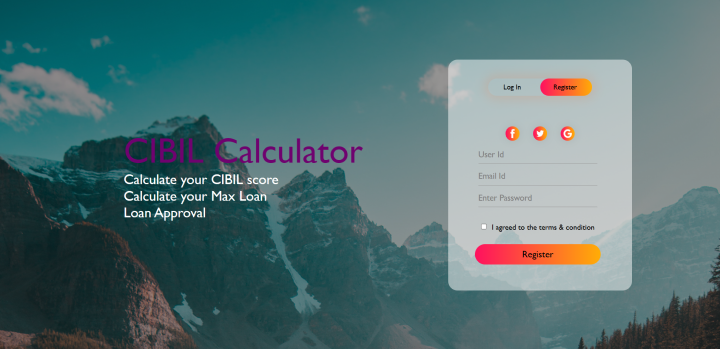 CIBIL Calculator
Calculate your CIBIL score
Calculate your Max Loan
Loan Approval
Log In Register
User Id
Email Id
Enter Password
I agreed to the terms & condition
Register